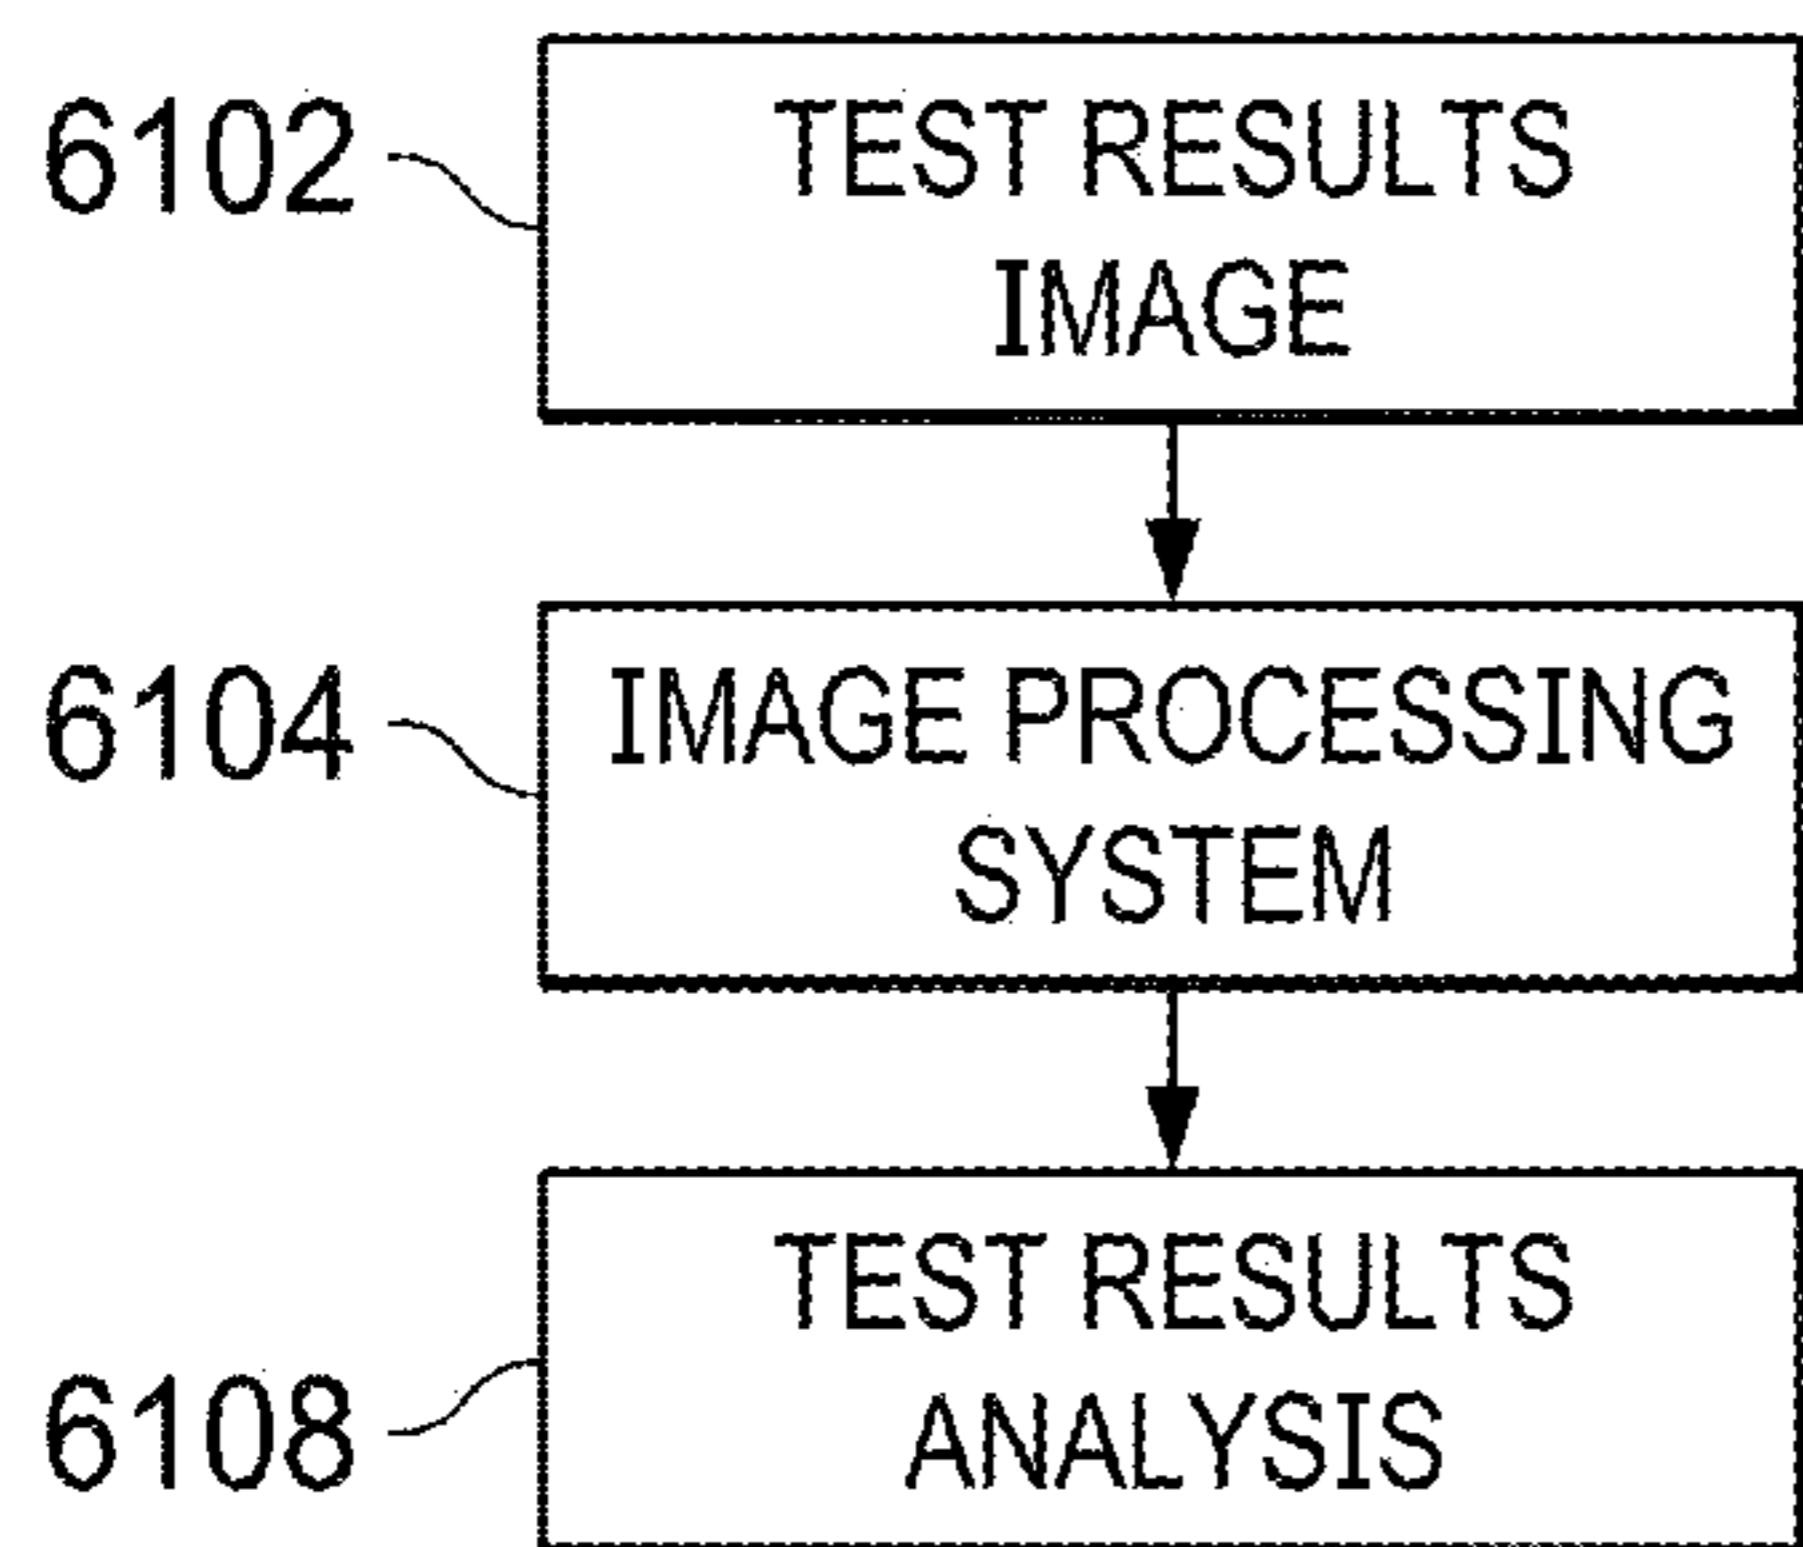 6102
TEST RESULTS
IMAGE
6104
IMAGE PROCESSING
SYSTEM
6108
TEST RESULTS
ANALYSIS